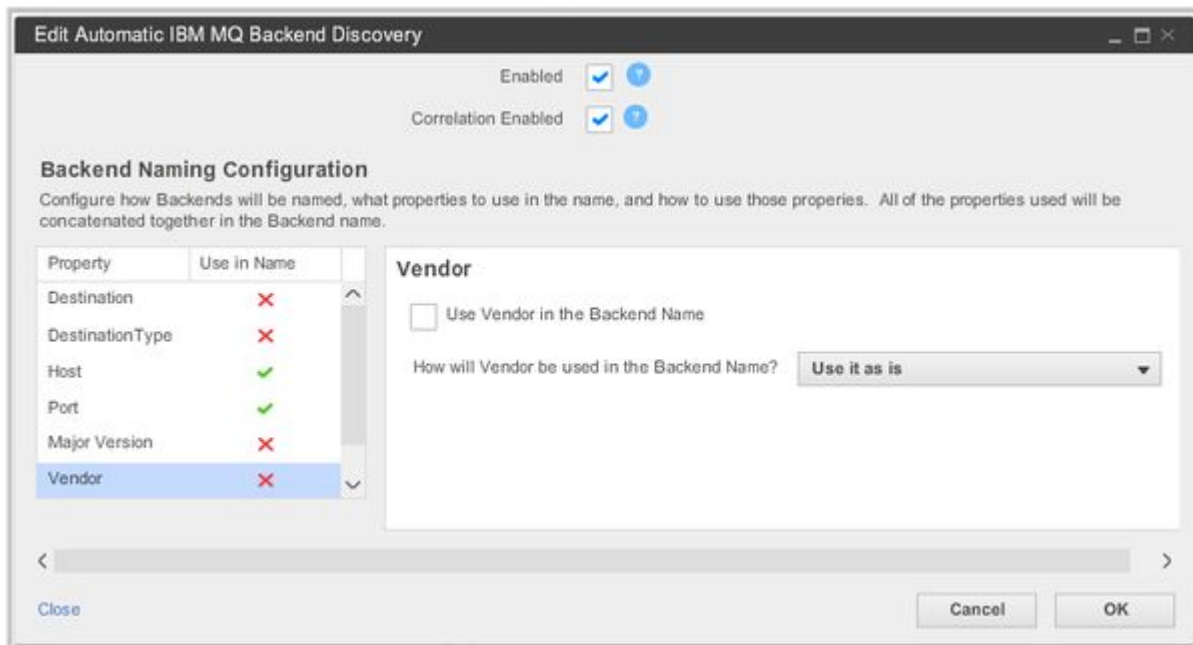 Edit Automatic IBM MQ Backend Discovery
Enabled
Correlation Enabled
Backend Naming Configuration
Configure how Backends will be named, what properties to use in the name, and how to use those properies. All of the properties used will be
concatenated together in the Backend name.
Property Use in Name
Destination
DestinationType
Host
Port
Major Version
Vendor
Vendor
Use Vendor in the Backend Name
How will Vendor be used in the Backend Name? Use it as is
Close
Cancel OK